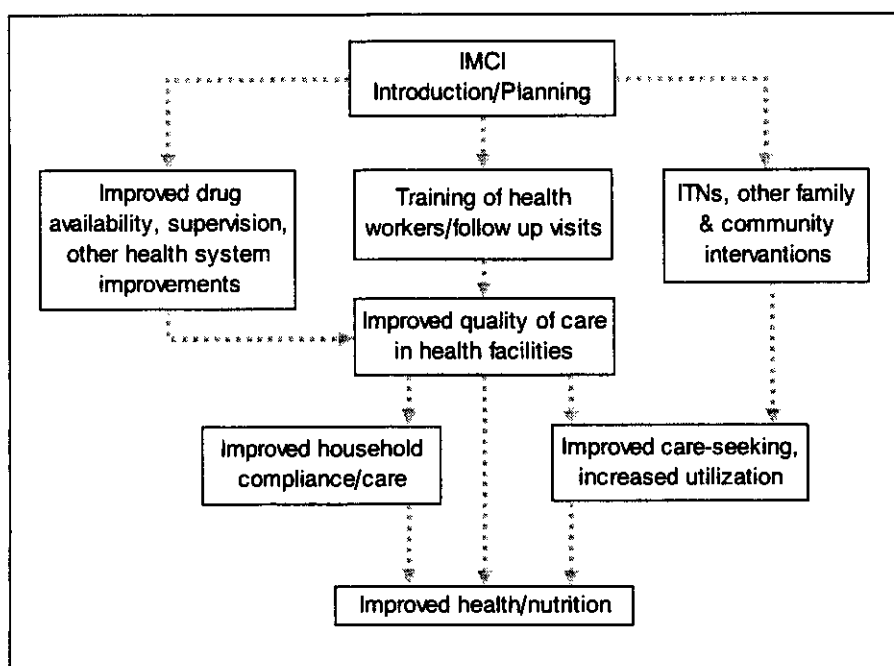 IMCI
Introduction/Planning
Improved drug
availability, supervision,
other health system
improvements
Training of health
workers/follow up visits
ITNs, other family
& community
interventions
Improved quality of care
in health facilities
Improved household
compliance/care
Improved care-seeking,
increased utilization
Improved health/nutrition